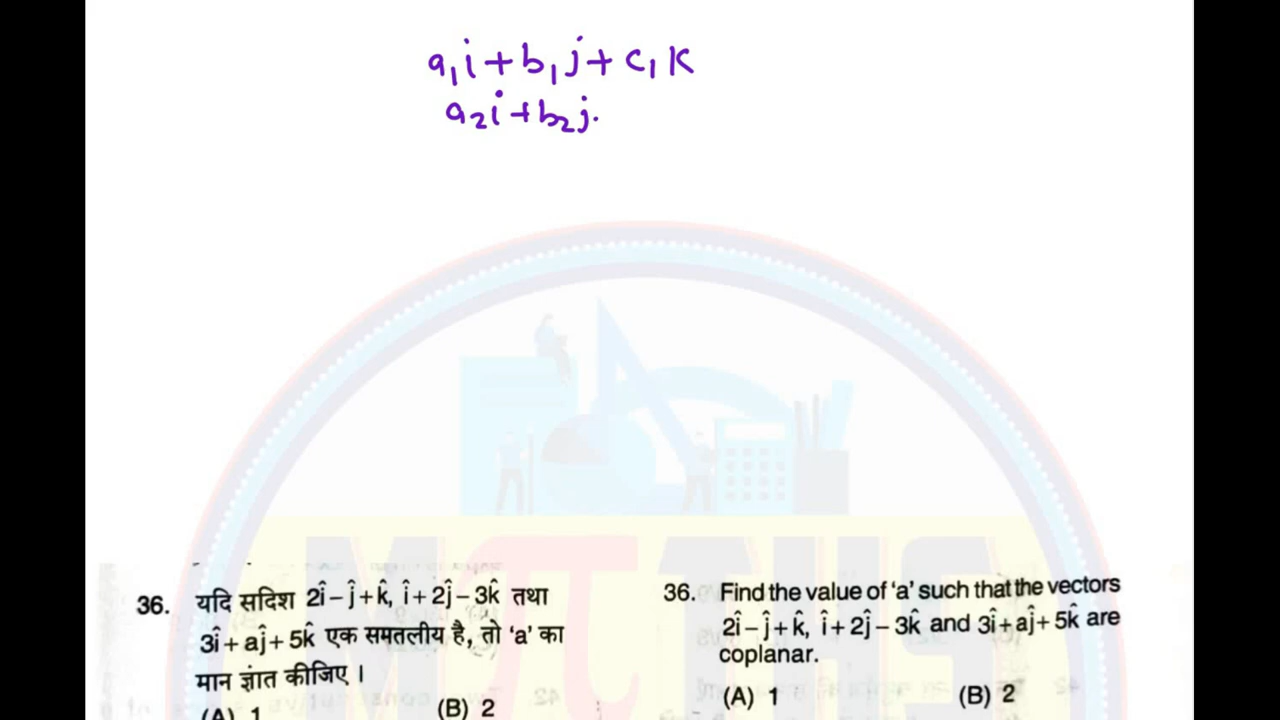 a₁i + b₁j + c₁k
a₂i + b₂j.
MπTHS
36. यदि सदिश 2î – ĵ + k̂, î + 2ĵ – 3k̂ तथा
3î + aĵ + 5k̂ एक समतलीय है, तो ‘a’ का
मान ज्ञात कीजिए ।
(A) 1 (B) 2
36. Find the value of ‘a’ such that the vectors
2î – ĵ + k̂, î + 2ĵ – 3k̂ and 3î + aĵ + 5k̂ are
coplanar.
(A) 1 (B) 2